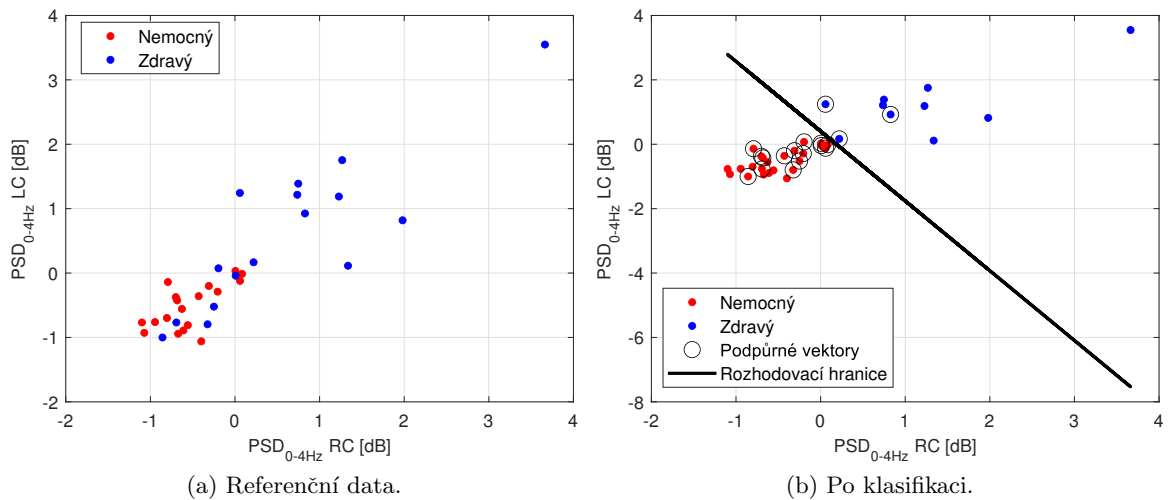 4
3
2
1
0
-1
-2
-2
-1
0
1
2
3
4
PSD0-4Hz LC [dB]
PSD0-4Hz RC [dB]
Nemocný
Zdravý
(a) Referenční data.
4
2
0
-2
-4
-6
-8
-2
-1
0
1
2
3
4
PSD0-4Hz LC [dB]
PSD0-4Hz RC [dB]
Nemocný
Zdravý
Podpůrné vektory
Rozhodovací hranice
(b) Po klasifikaci.